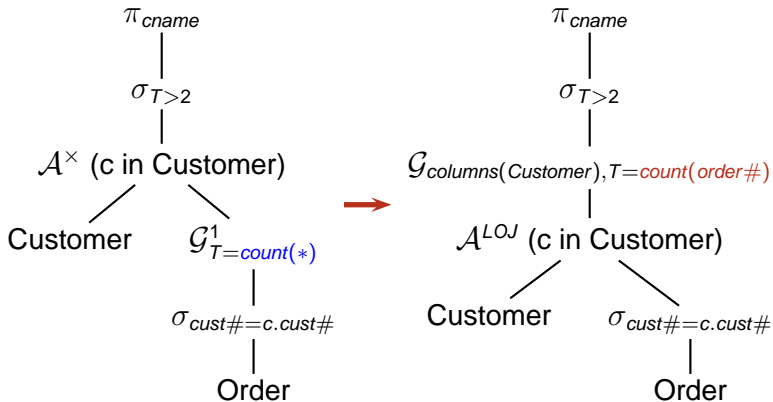 π_cname
σ_T>2
𝒜^× (c in Customer)
Customer
𝒢^1_T=count(*)
σ_cust#=c.cust#
Order
π_cname
σ_T>2
𝒢_columns(Customer),T=count(order#)
𝒜^LOJ (c in Customer)
Customer
σ_cust#=c.cust#
Order